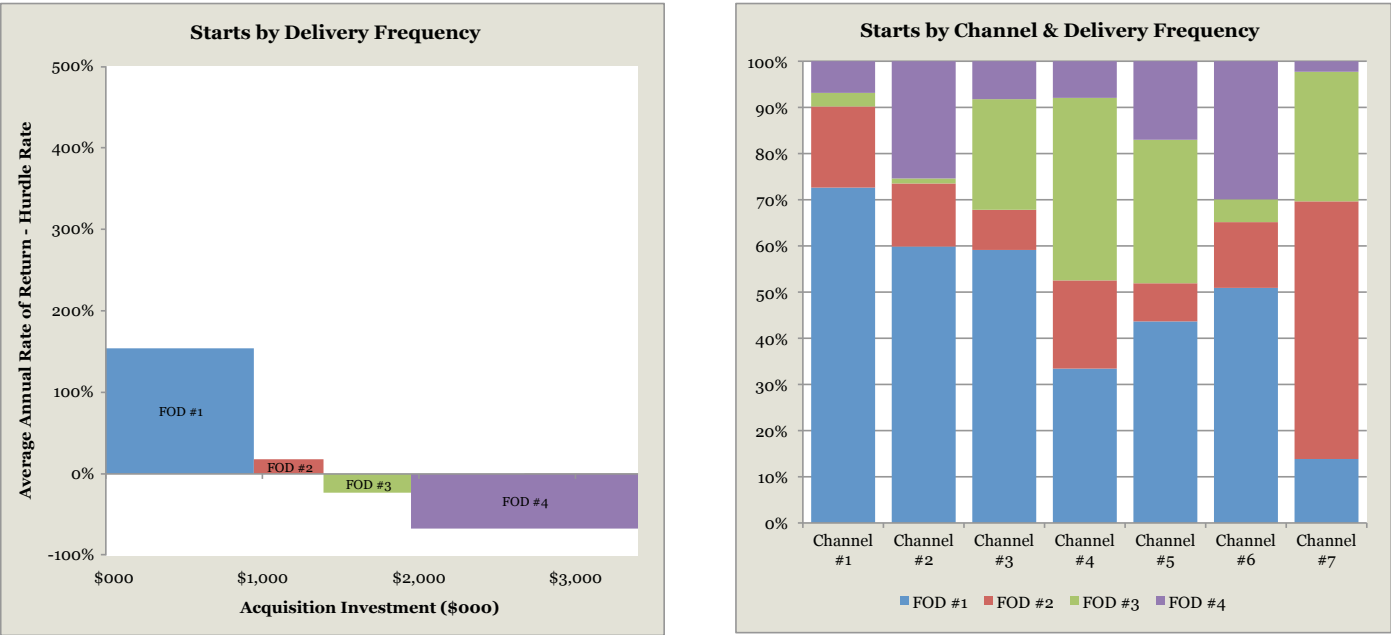 Starts by Delivery Frequency
Average Annual Rate of Return - Hurdle Rate
500%
400%
300%
200%
100%
0%
-100%
FOD #1
FOD #2
FOD #3
FOD #4
$000
$1,000
$2,000
$3,000
Acquisition Investment ($000)
Starts by Channel & Delivery Frequency
100%
90%
80%
70%
60%
50%
40%
30%
20%
10%
0%
Channel
#1
Channel
#2
Channel
#3
Channel
#4
Channel
#5
Channel
#6
Channel
#7
FOD #1
FOD #2
FOD #3
FOD #4